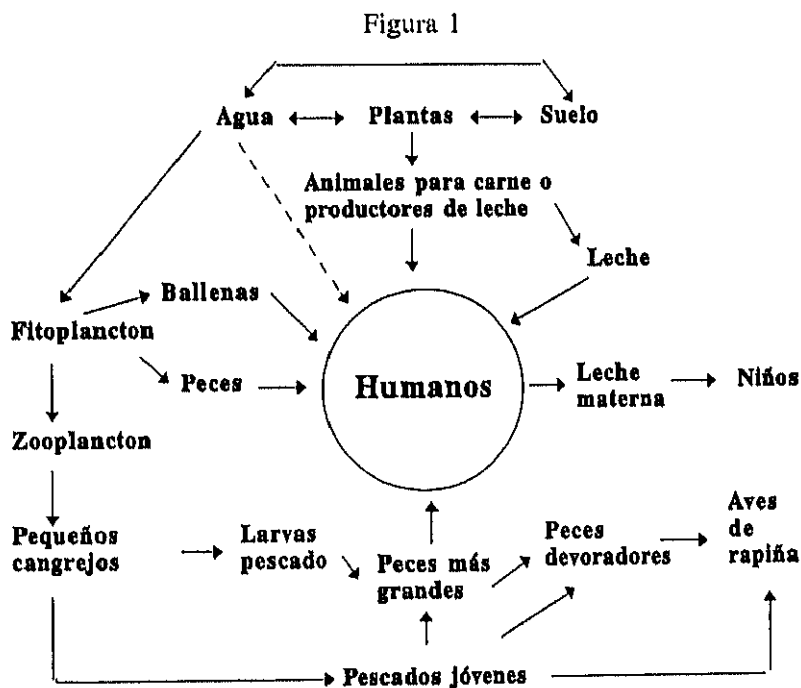 Figura 1
Agua
Plantas
Suelo
Animales para carne o
productores de leche
Leche
Ballenas
Fitoplancton
Peces
Humanos
Leche
materna
Niños
Zooplancton
Pequeños
cangrejos
Larvas
pescado
Peces más
grandes
Peces
devoradores
Aves
de
rapiña
Pescados jóvenes